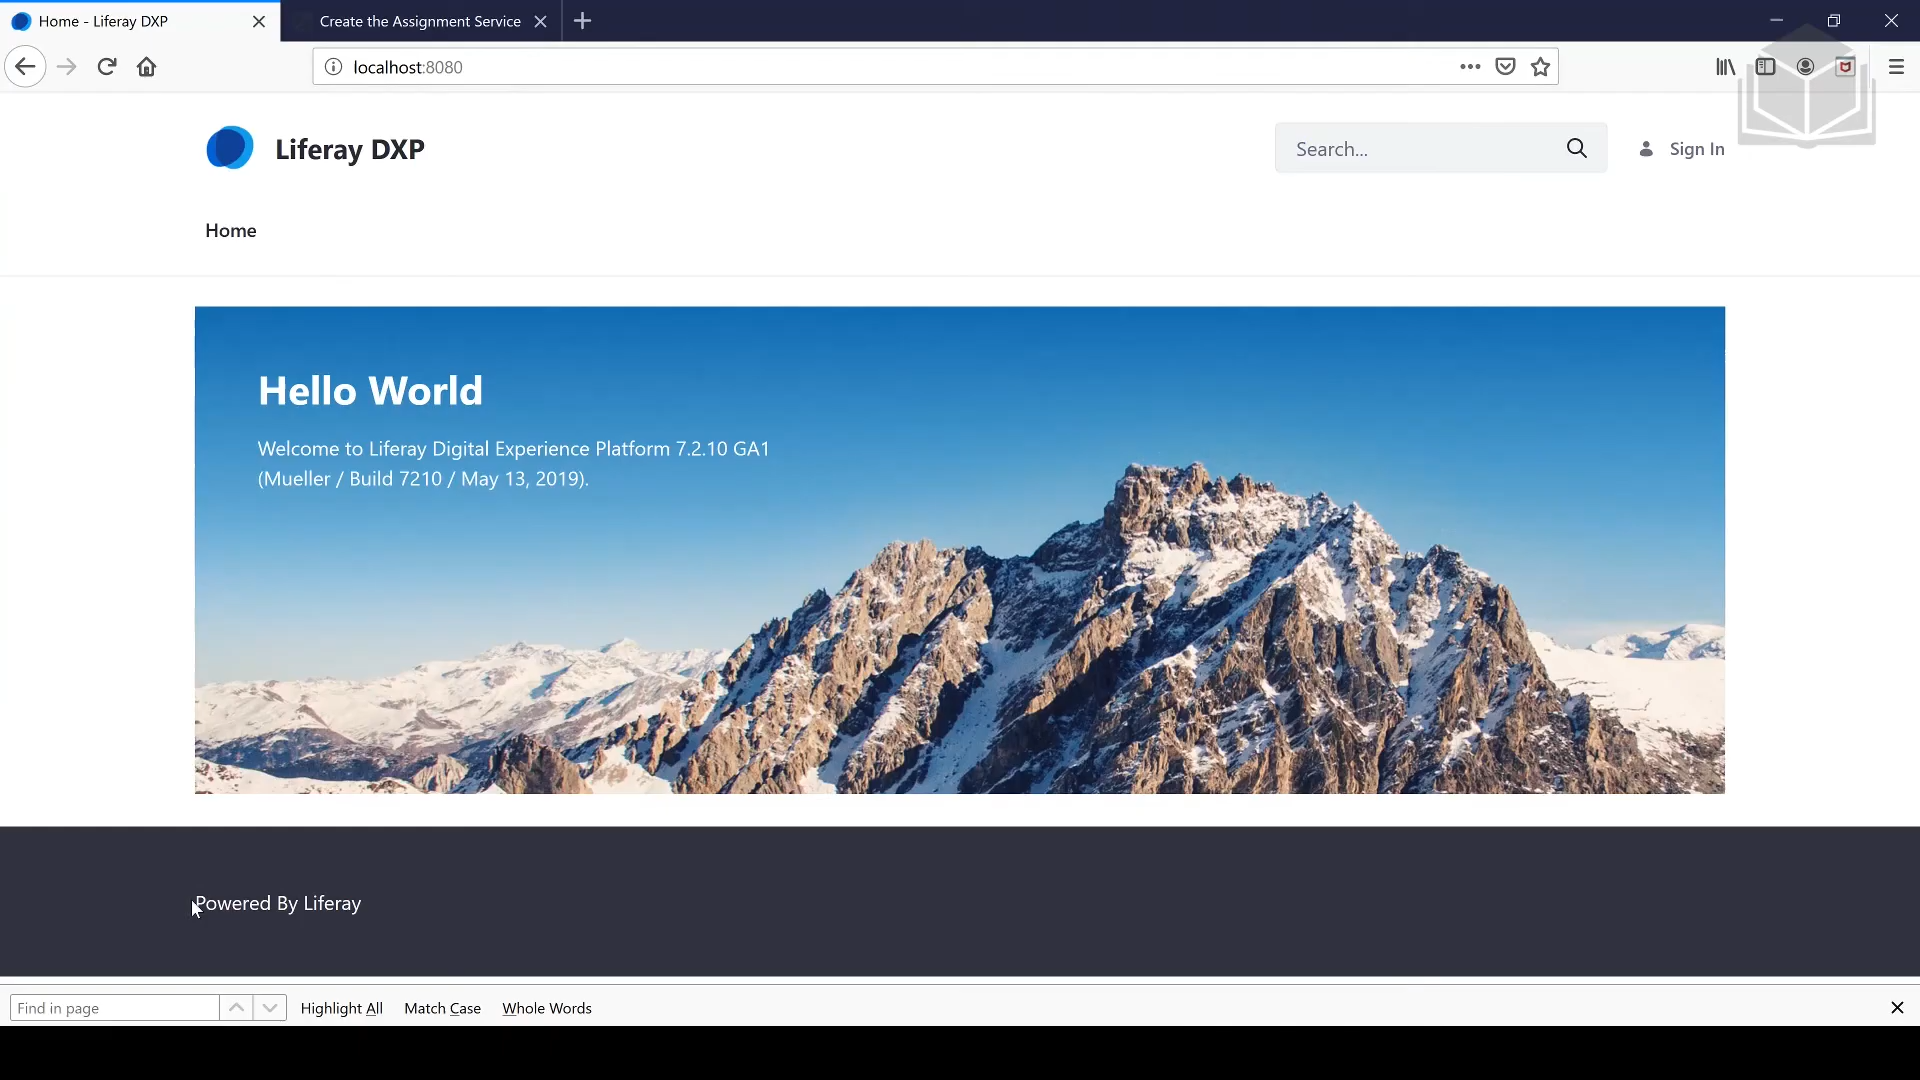 Home - Liferay DXP
Create the Assignment Service
localhost:8080
Liferay DXP
Search...
Sign In
Home
Hello World
Welcome to Liferay Digital Experience Platform 7.2.10 GA1
(Mueller / Build 7210 / May 13, 2019).
Powered By Liferay
Find in page
Highlight All
Match Case
Whole Words